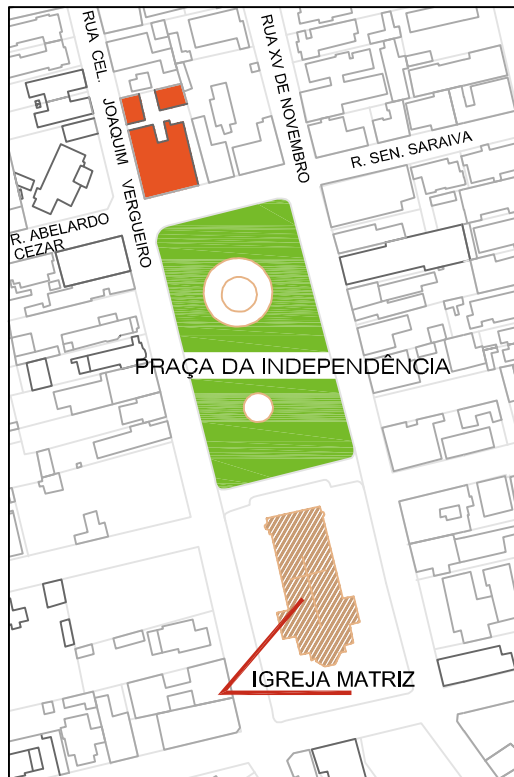 RUA CEL. JOAQUIM VERGUEIRO
RUA XV DE NOVEMBRO
R. SEN. SARAIVA
R. ABELARDO
CEZAR
PRAÇA DA INDEPENDÊNCIA
IGREJA MATRIZ